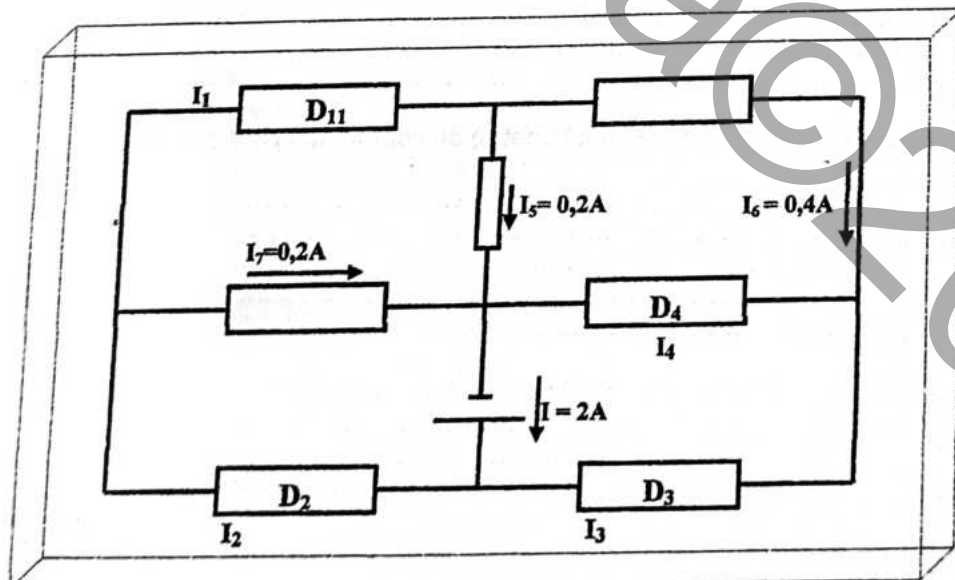 I₁
D₁₁
I₅= 0,2A
I₆= 0,4A
I₇=0,2A
D₄
I₄
I = 2A
D₂
D₃
I₂
I₃
©